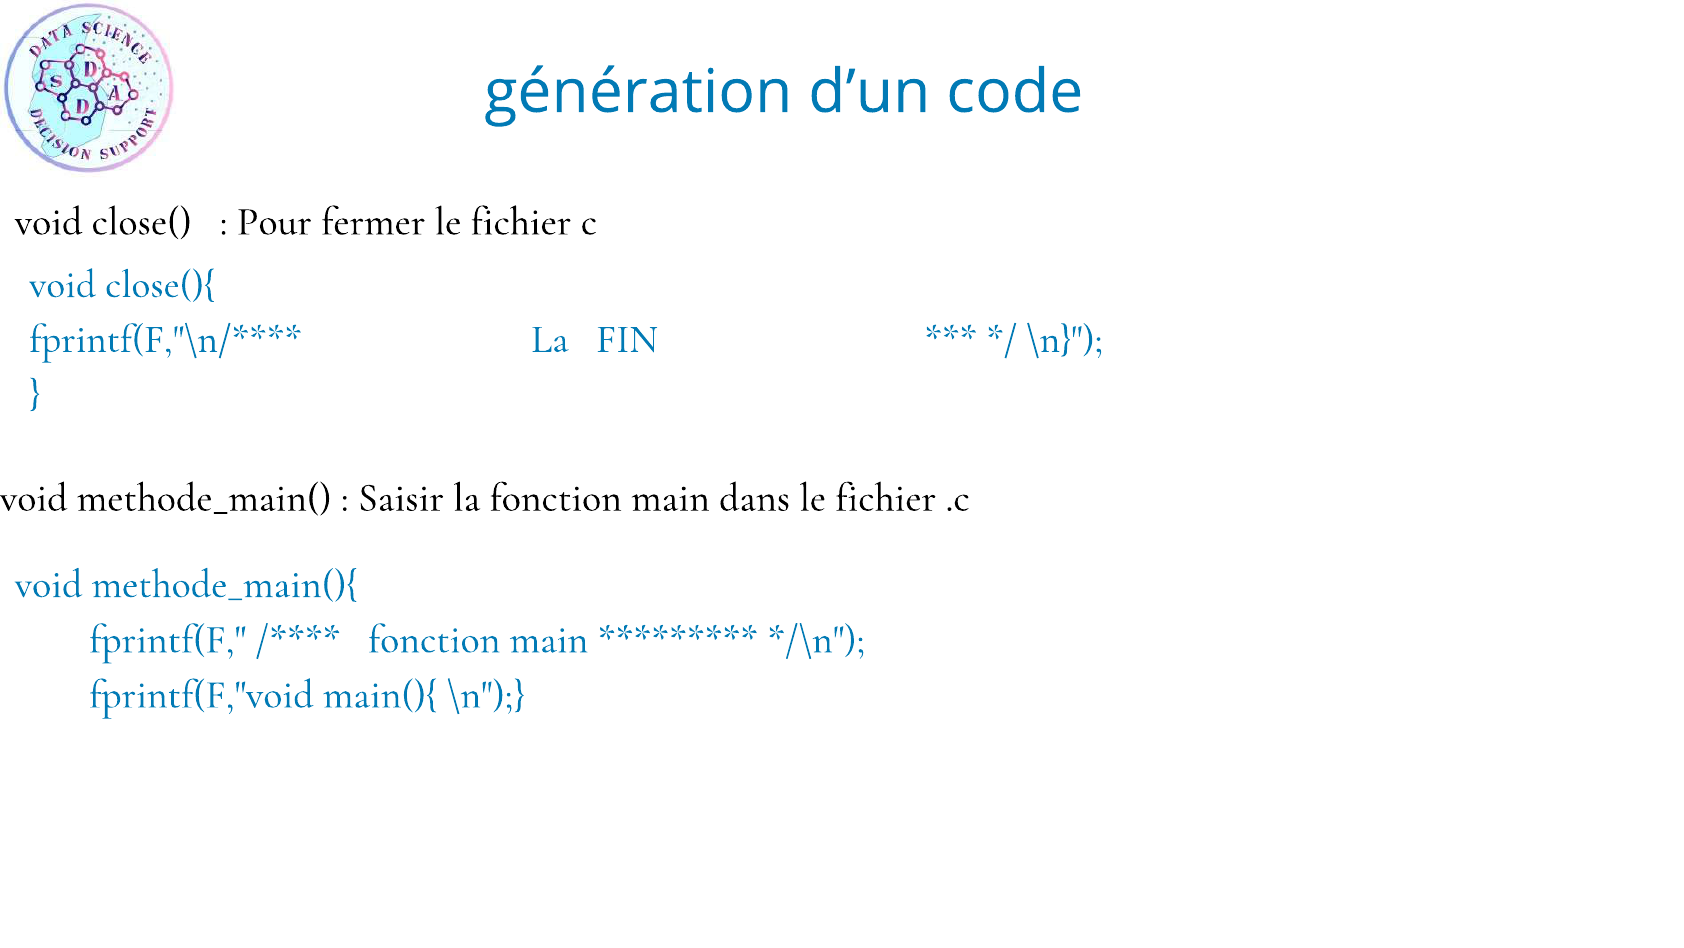 DATA SCIENCE
S D D A
DECISION SUPPORT
génération d’un code
void close()   : Pour fermer le fichier c
void close(){
fprintf(F,"\n/****                         La   FIN                             *** */ \n}");
}
void methode_main() : Saisir la fonction main dans le fichier .c
void methode_main(){
fprintf(F," /****   fonction main ********* */\n");
fprintf(F,"void main(){ \n");}